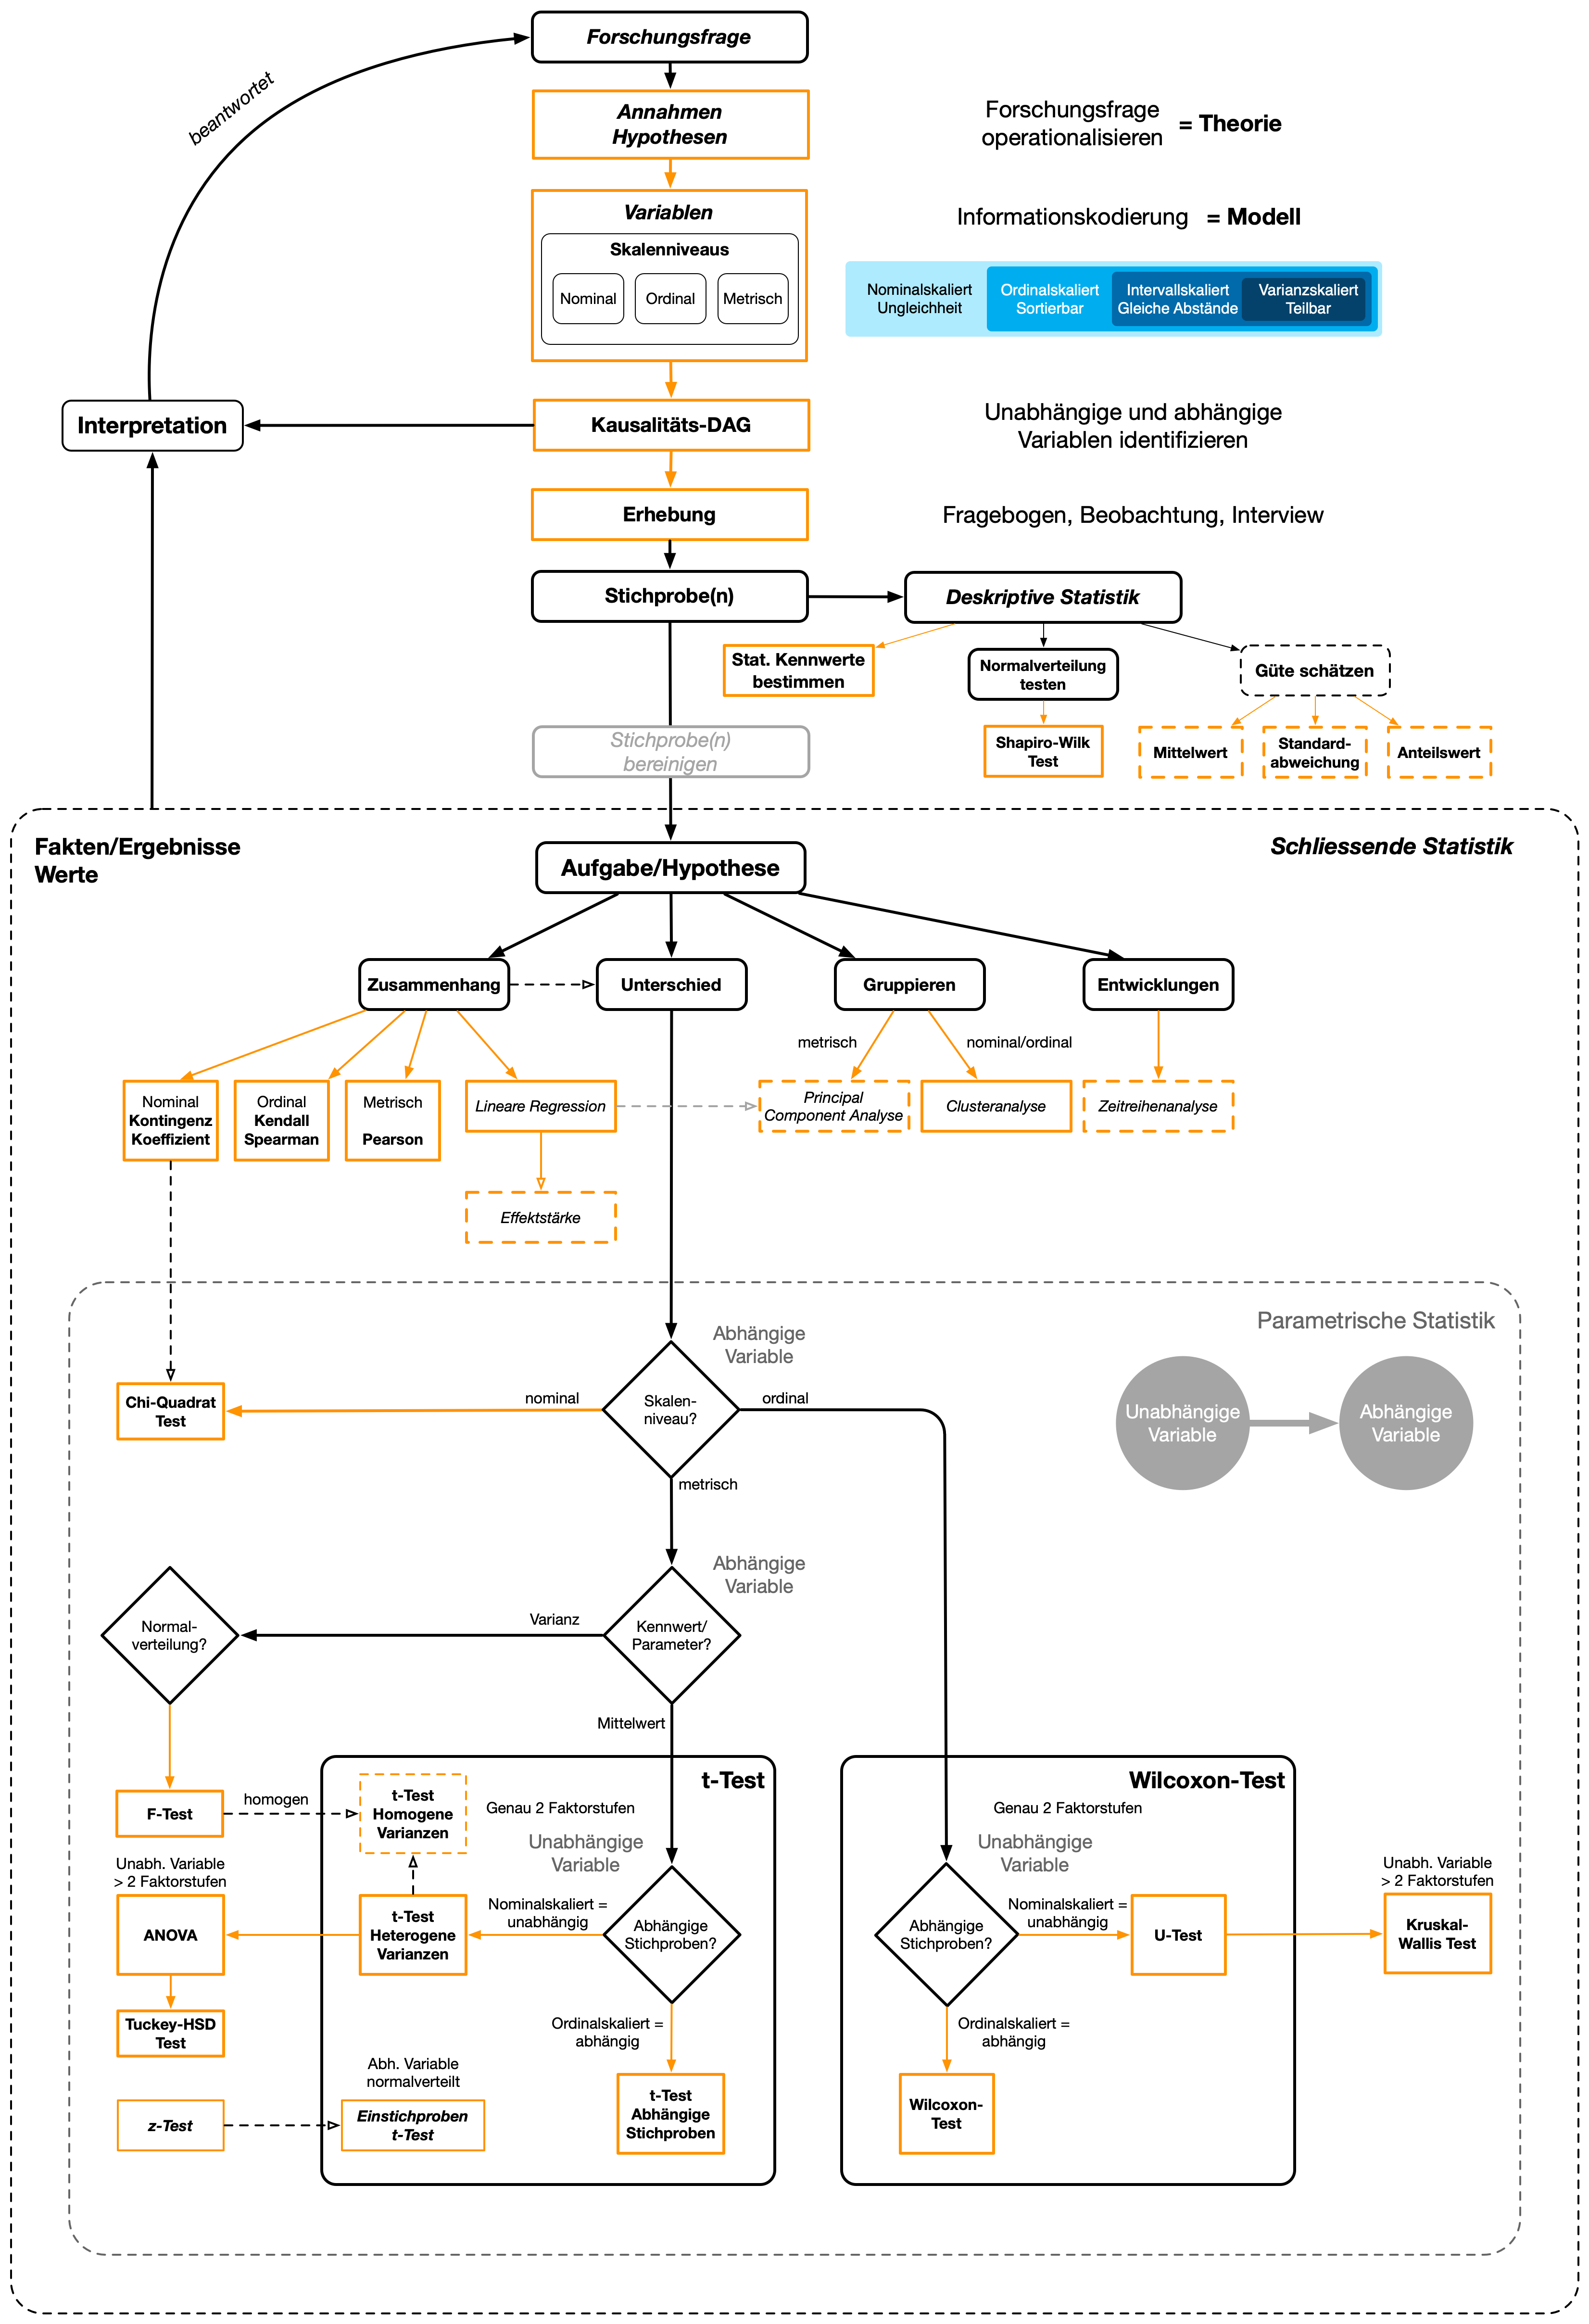 Forschungsfrage
beantwortet
Annahmen
Hypothesen
Forschungsfrage
operationalisieren
= Theorie
Variablen
Skalenniveaus
Nominal
Ordinal
Metrisch
Informationskodierung
= Modell
Nominalskaliert
Ungleichheit
Ordinalskaliert
Sortierbar
Intervallskaliert
Gleiche Abstände
Varianzskaliert
Teilbar
Interpretation
Kausalitäts-DAG
Unabhängige und abhängige
Variablen identifizieren
Erhebung
Fragebogen, Beobachtung, Interview
Stichprobe(n)
Deskriptive Statistik
Stat. Kennwerte
bestimmen
Normalverteilung
testen
Güte schätzen
Stichprobe(n)
bereinigen
Shapiro-Wilk
Test
Mittelwert
Standard-
abweichung
Anteilswert
Fakten/Ergebnisse
Werte
Schliessende Statistik
Aufgabe/Hypothese
Zusammenhang
Unterschied
Gruppieren
Entwicklungen
metrisch
nominal/ordinal
Nominal
Kontingenz
Koeffizient
Ordinal
Kendall
Spearman
Metrisch
Pearson
Lineare Regression
Principal
Component Analyse
Clusteranalyse
Zeitreihenanalyse
Effektstärke
Parametrische Statistik
Abhängige
Variable
Skalen-
niveau?
nominal
ordinal
metrisch
Chi-Quadrat
Test
Unabhängige
Variable
Abhängige
Variable
Abhängige
Variable
Normal-
verteilung?
Varianz
Kennwert/
Parameter?
Mittelwert
t-Test
Wilcoxon-Test
F-Test
homogen
t-Test
Homogene
Varianzen
Genau 2 Faktorstufen
Unabhängige
Variable
Genau 2 Faktorstufen
Unabhängige
Variable
Unabh. Variable
> 2 Faktorstufen
Unabh. Variable
> 2 Faktorstufen
ANOVA
t-Test
Heterogene
Varianzen
Nominalskaliert =
unabhängig
Abhängige
Stichproben?
Abhängige
Stichproben?
Nominalskaliert =
unabhängig
U-Test
Kruskal-
Wallis Test
Tuckey-HSD
Test
Ordinalskaliert =
abhängig
Ordinalskaliert =
abhängig
Abh. Variable
normalverteilt
z-Test
Einstichproben
t-Test
t-Test
Abhängige
Stichproben
Wilcoxon-
Test